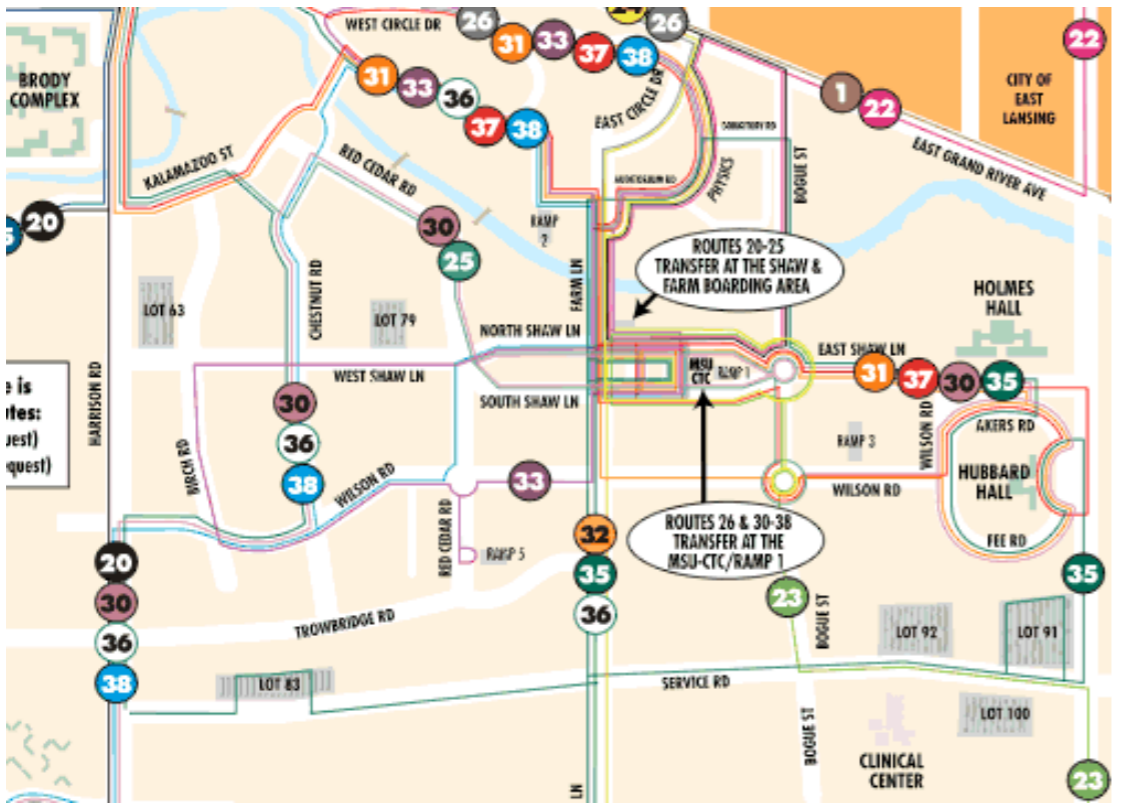 WEST CIRCLE DR
26
31
33
37
38
24
26
22
BRODY
COMPLEX
31
33
36
37
38
EAST CIRCLE DR
1
22
CITY OF
EAST
LANSING
EAST GRAND RIVER AVE
KALAMAZOO ST
RED CEDAR RD
AUDITORIUM RD
PHYSICS
BOGUE ST
20
30
25
RAMP
2
ROUTES 20-25
TRANSFER AT THE SHAW &
FARM BOARDING AREA
CHESTNUT RD
FARM LN
HOLMES
HALL
LOT 63
LOT 79
NORTH SHAW LN
WEST SHAW LN
SOUTH SHAW LN
MSU
CTC
RAMP 1
EAST SHAW LN
31
37
30
35
HARRISON RD
e is
utes:
uest)
equest)
30
36
38
BIRCH RD
WILSON RD
33
RAMP 3
WILSON RD
AKERS RD
HUBBARD
HALL
WILSON RD
FEE RD
ROUTES 26 & 30-38
TRANSFER AT THE
MSU-CTC/RAMP 1
RED CEDAR RD
RAMP 5
20
30
36
38
32
35
36
23
BOGUE ST
35
TROWBRIDGE RD
LOT 92
LOT 91
LOT 83
SERVICE RD
LOT 100
BOGUE ST
CLINICAL
CENTER
LN
23